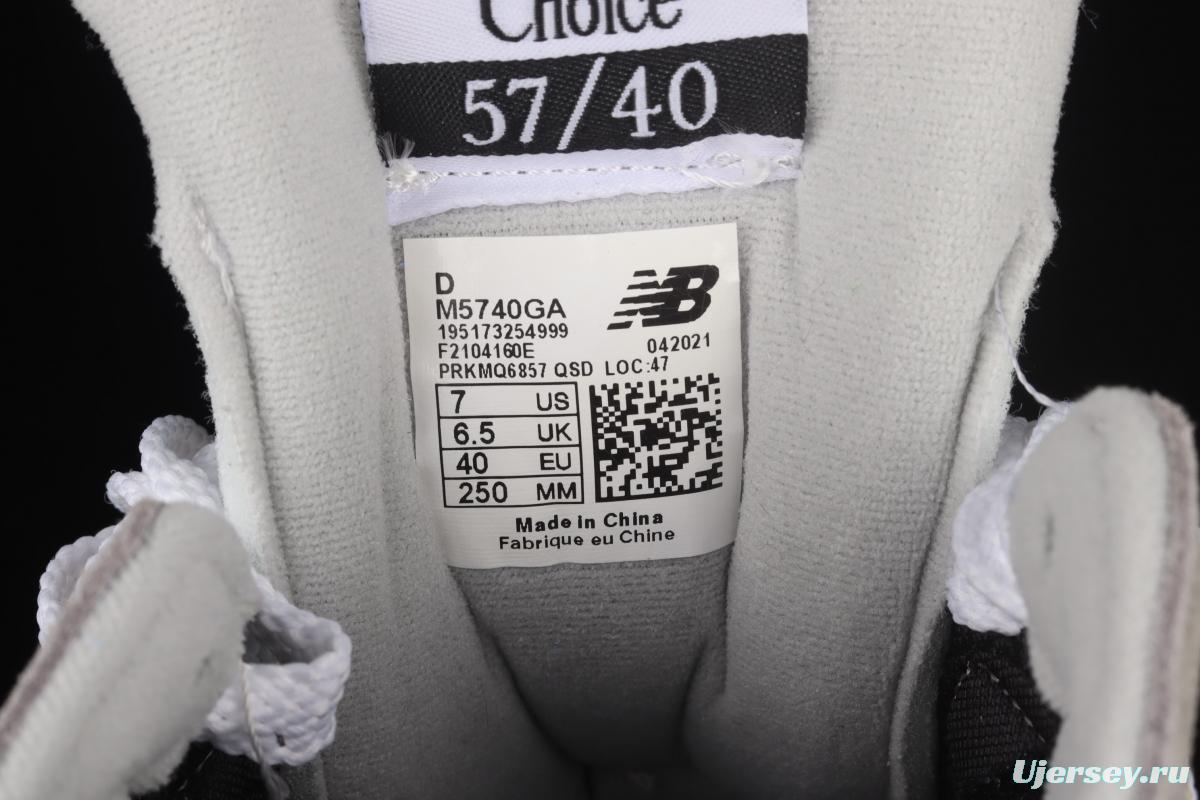 Choice
57/40
D
M5740GA
195173254999
F2104160E
042021
PRKMQ6857 QSD LOC:47
NB
7 US
6.5 UK
40 EU
250 MM
Made in China
Fabrique eu Chine
Ujersey.ru